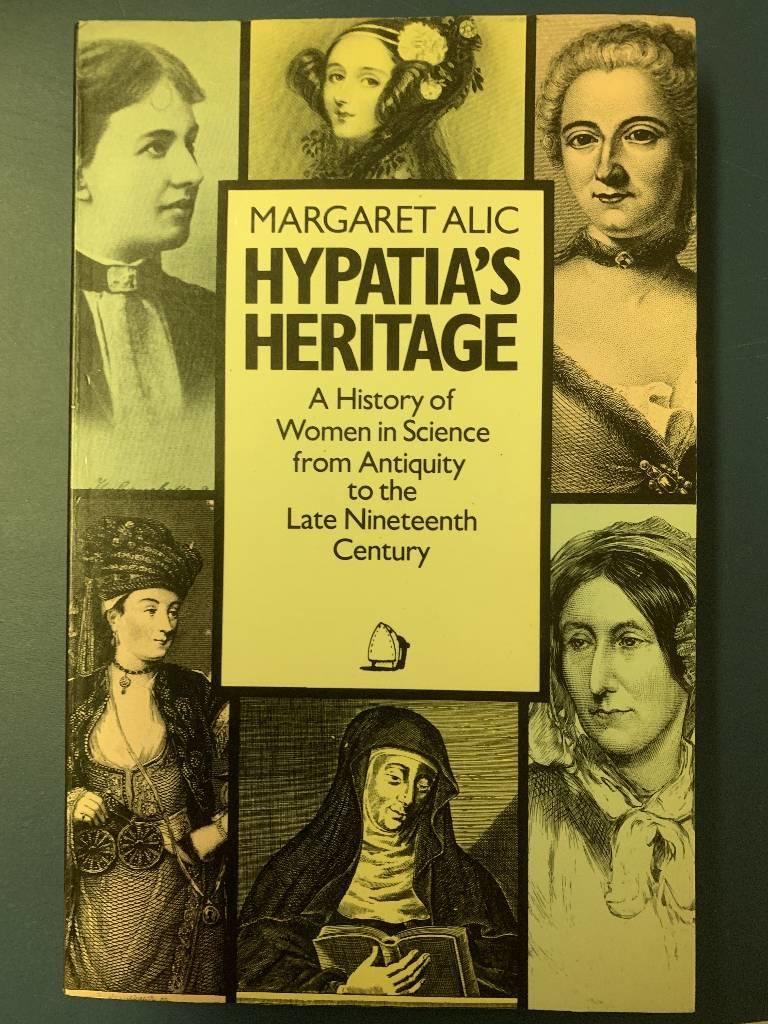 MARGARET ALIC
HYPATIA'S
HERITAGE
A History of
Women in Science
from Antiquity
to the
Late Nineteenth
Century